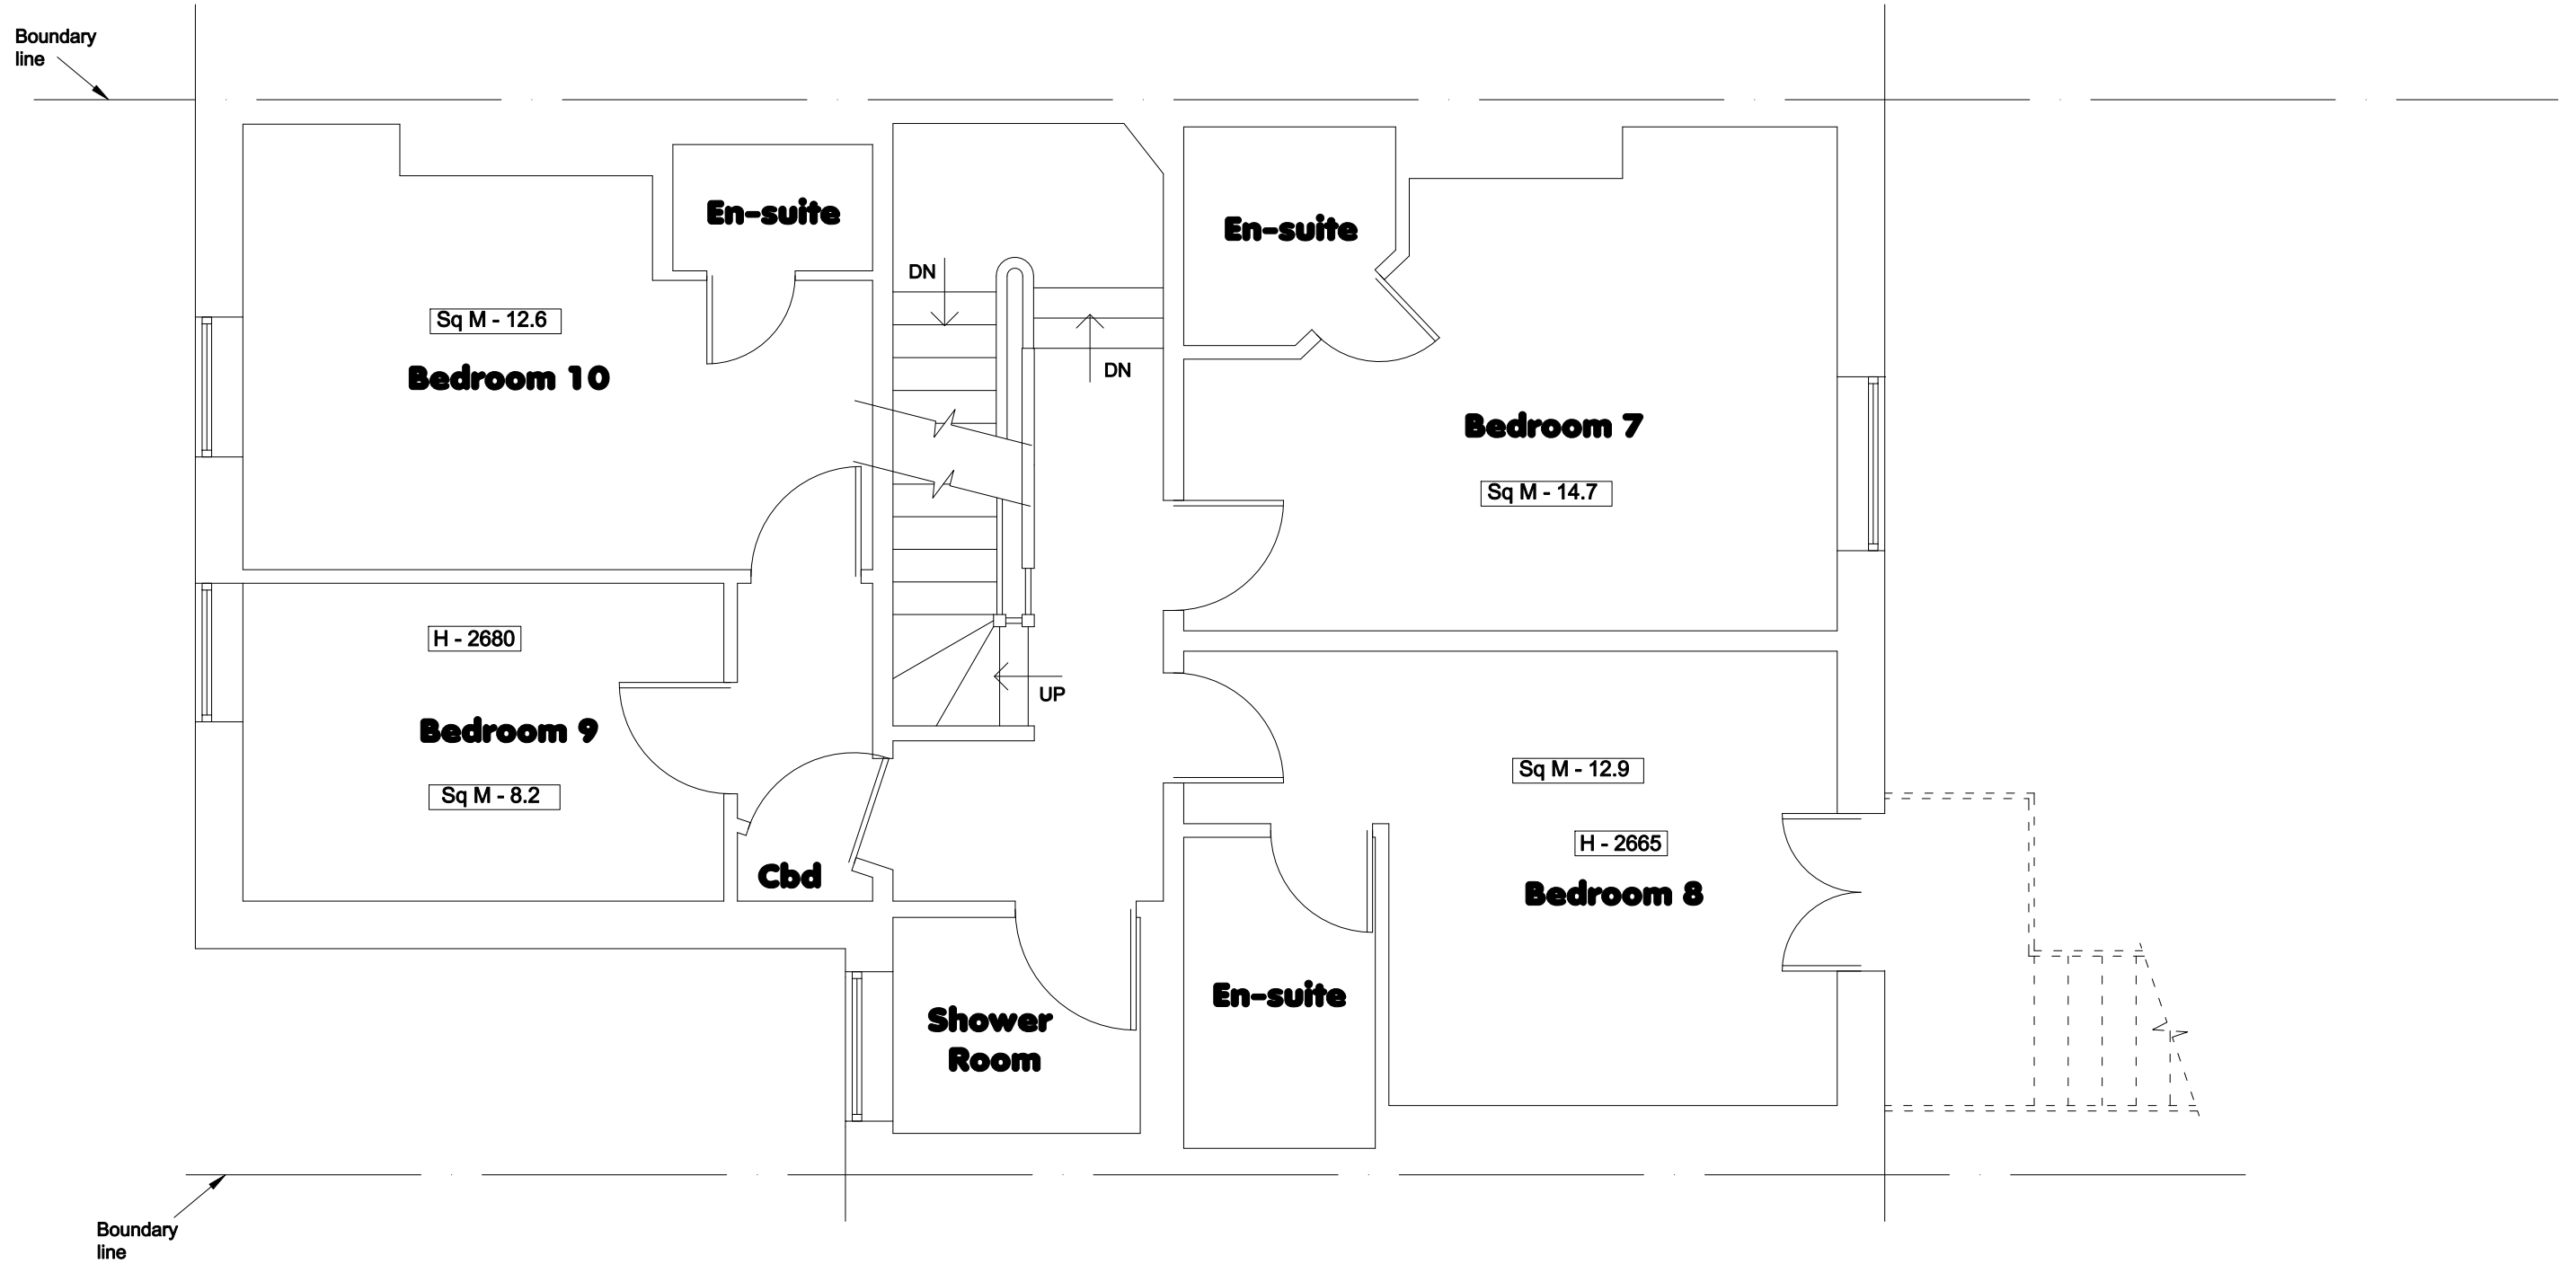 Boundary
line
En-suite
En-suite
DN
Sq M - 12.6
DN
Bedroom 10
Bedroom 7
Sq M - 14.7
H - 2680
UP
Bedroom 9
Sq M - 12.9
Sq M - 8.2
H - 2665
Cbd
Bedroom 8
En-suite
Shower
Room
Boundary
line